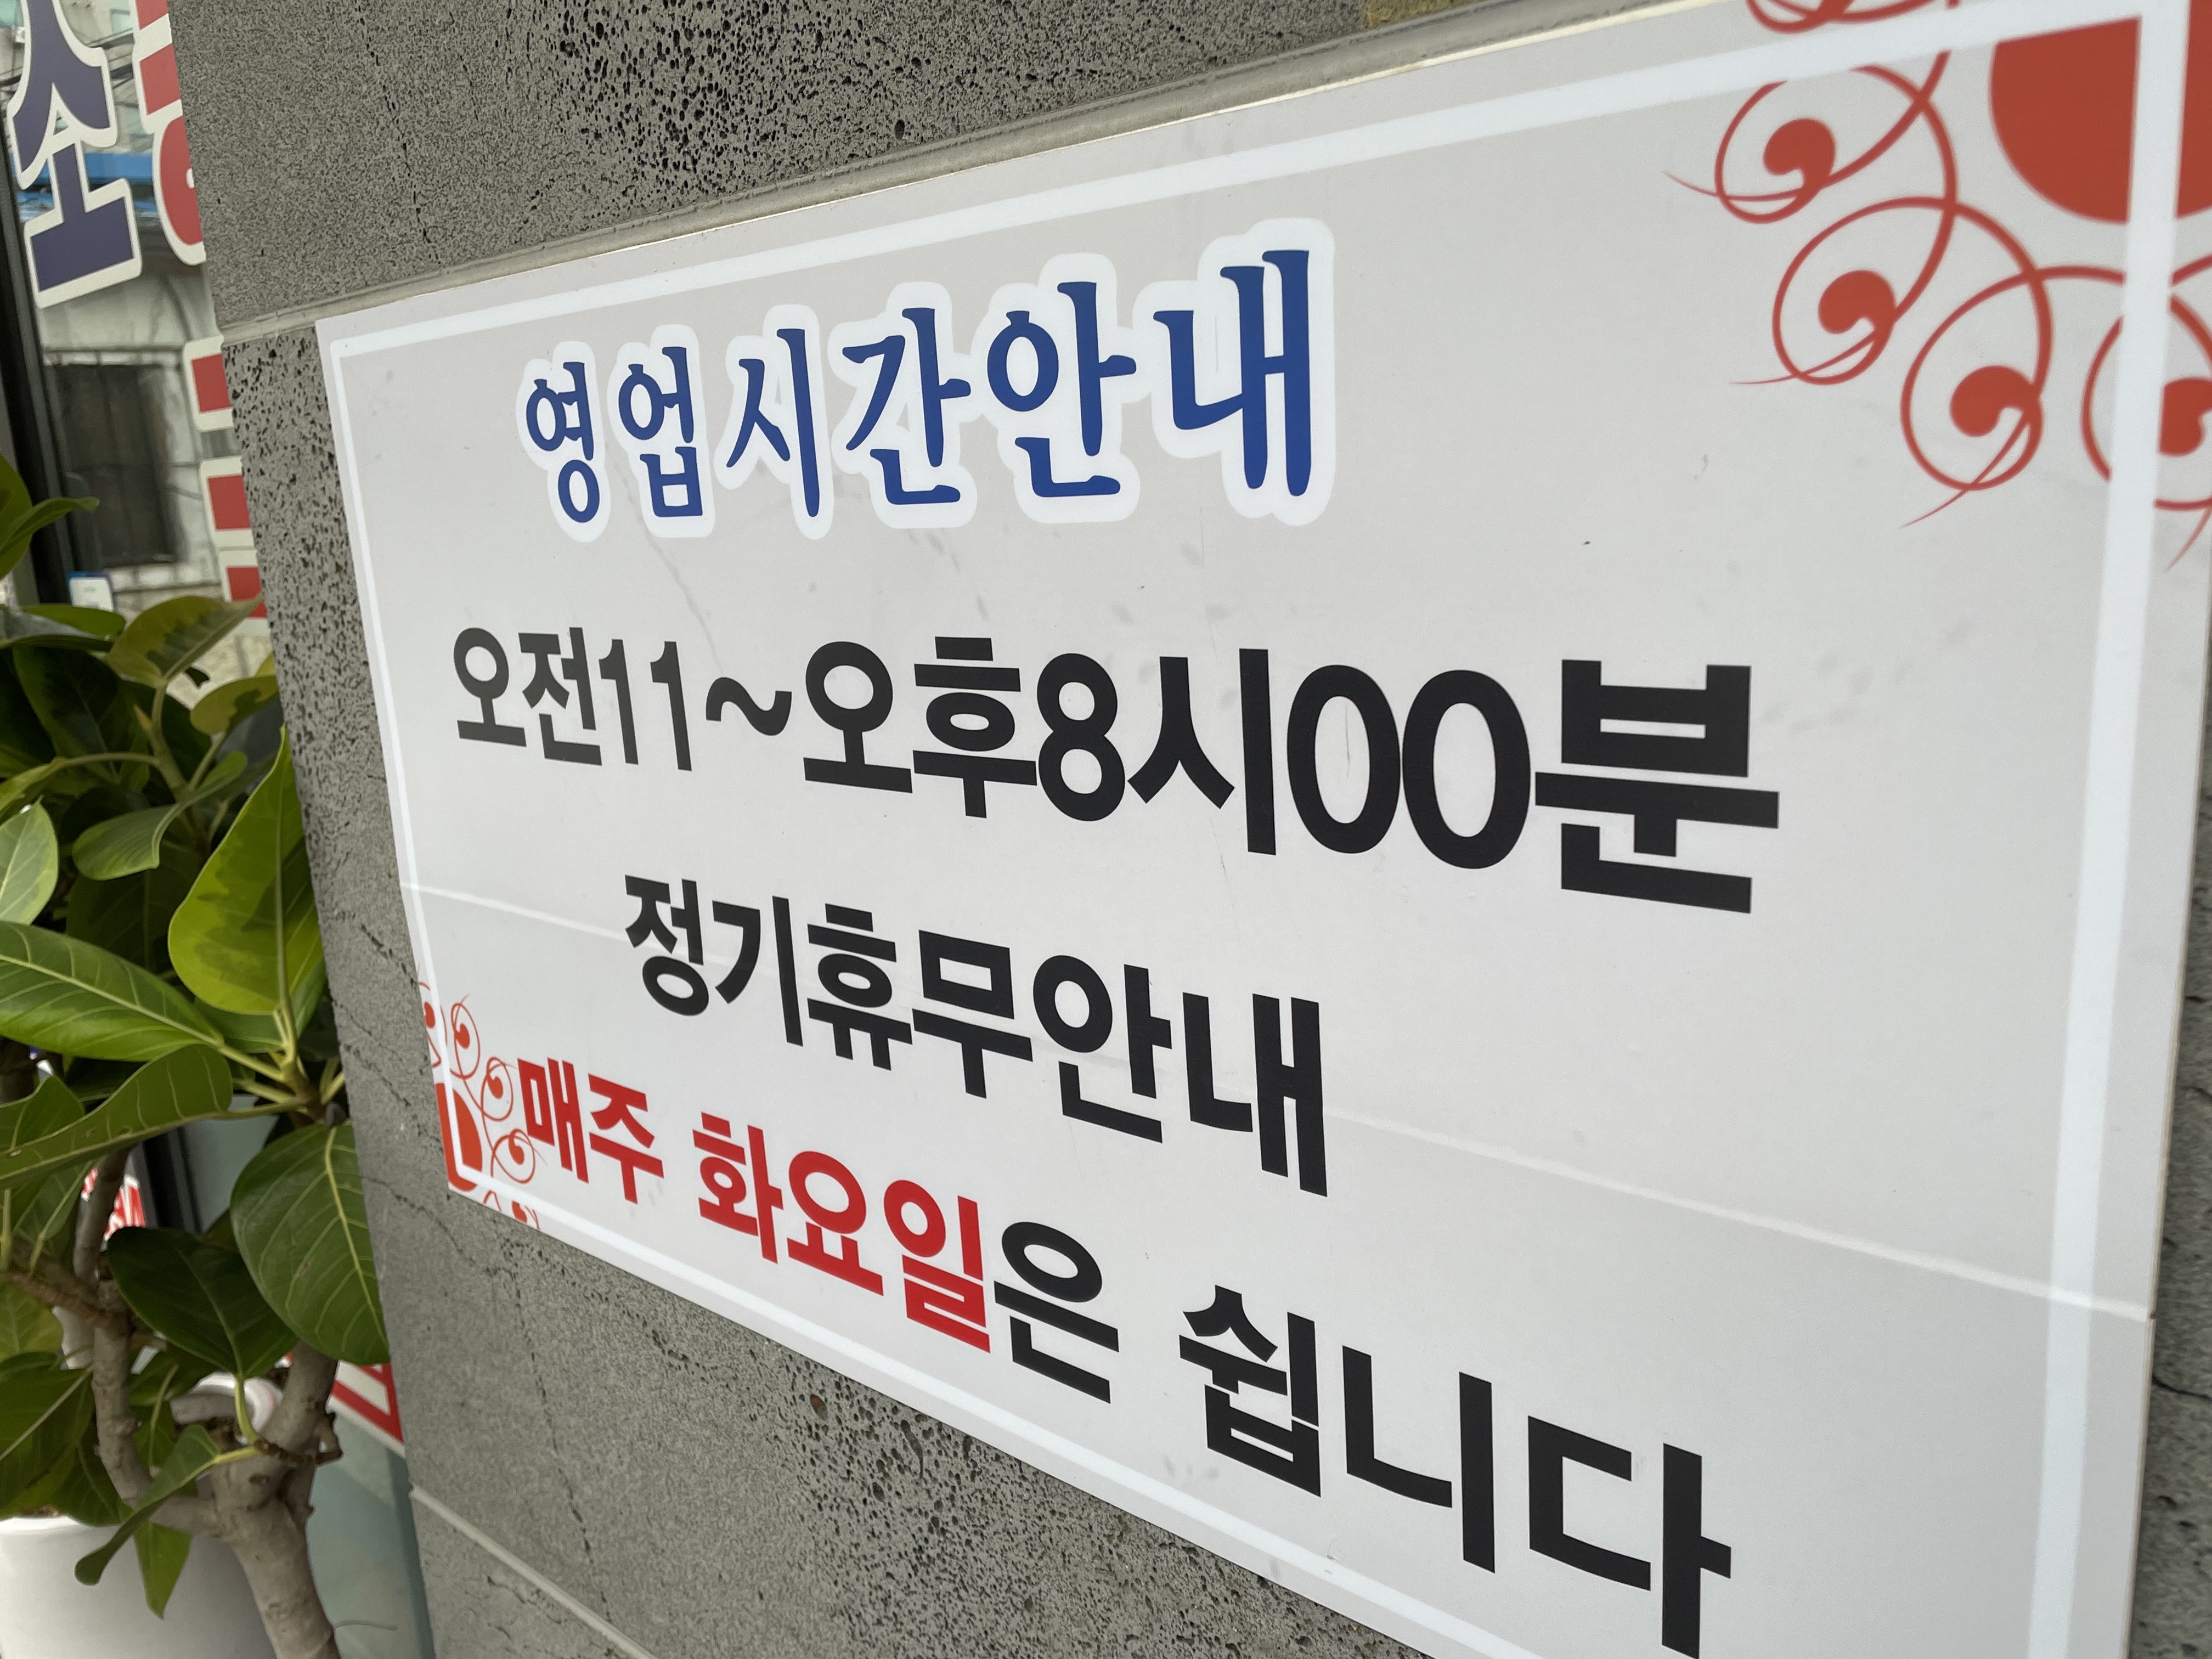 영업시간안내
오전11~오후8시00분
정기휴무안내
매주 화요일은 쉽니다
소